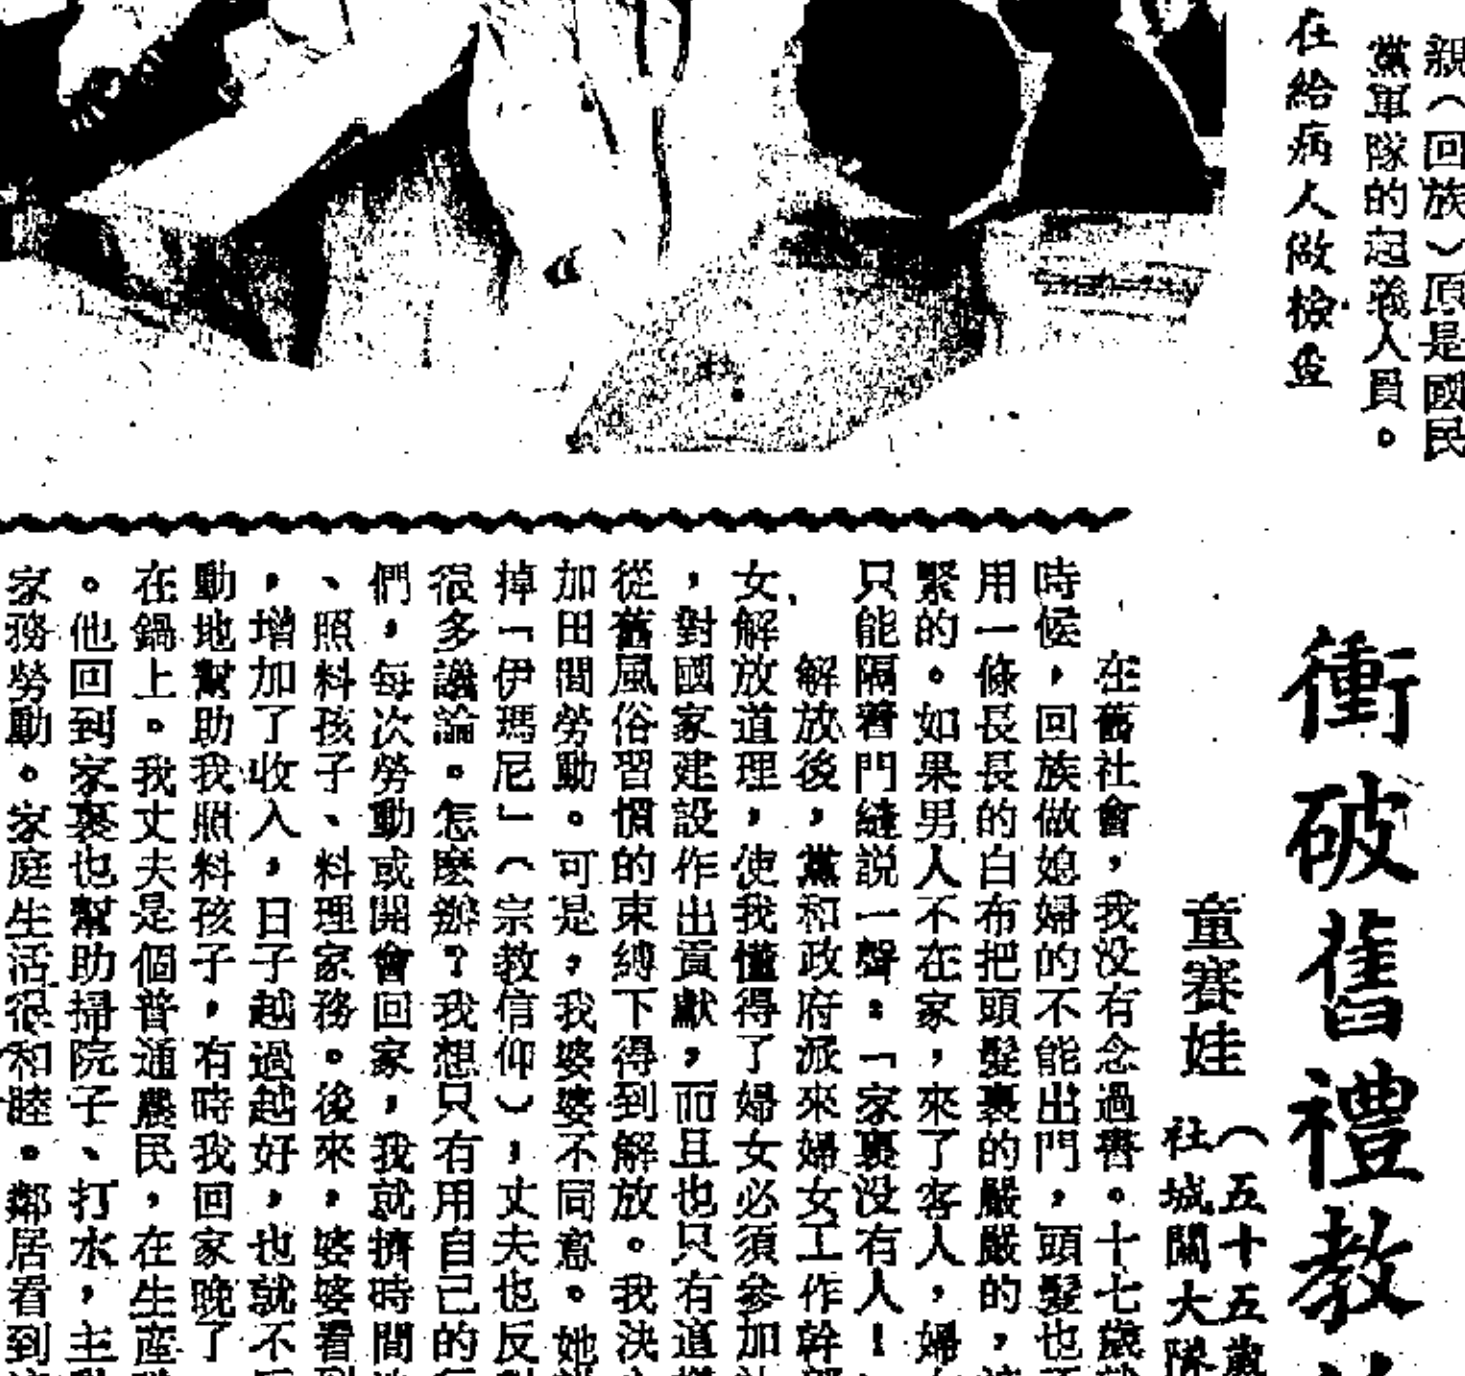 親（回族）原是國民
黨軍隊的起義人員。
在給病人做檢查
衝破舊禮教
童賽娃
（五十五歲
社城關大隊
在舊社會，我没有念過書。十七歲
時候，回族做媳婦的不能出門，頭髮也
用一條長長的白布把頭髮裹的嚴嚴的，
緊的。如果男人不在家，來了客人，婦
只能隔着門縫説一聲：「家裏没有人！
解放後，黨和政府派來婦女工作幹
女解放道理，使我懂得了婦女必須參加
，對國家建設作出貢獻，而且也只有這
從舊風俗習慣的束縛下得到解放。我決
加田間勞動。可是，我婆婆不同意。她
掉「伊瑪尼」（宗教信仰），丈夫也反
很多議論。怎麽辦？我想只有用自己的
們，每次勞動或開會回家，我就擠時間
、照料孩子、料理家務。後來，婆婆看
，增加了收入，日子越過越好，也就不
動地幫助我照料孩子，有時我回家晚了
在鍋上。我丈夫是個普通農民，在生産
。他回到家裏也幫助掃院子、打水，主
家務勞動。家庭生活很和睦。鄰居看到